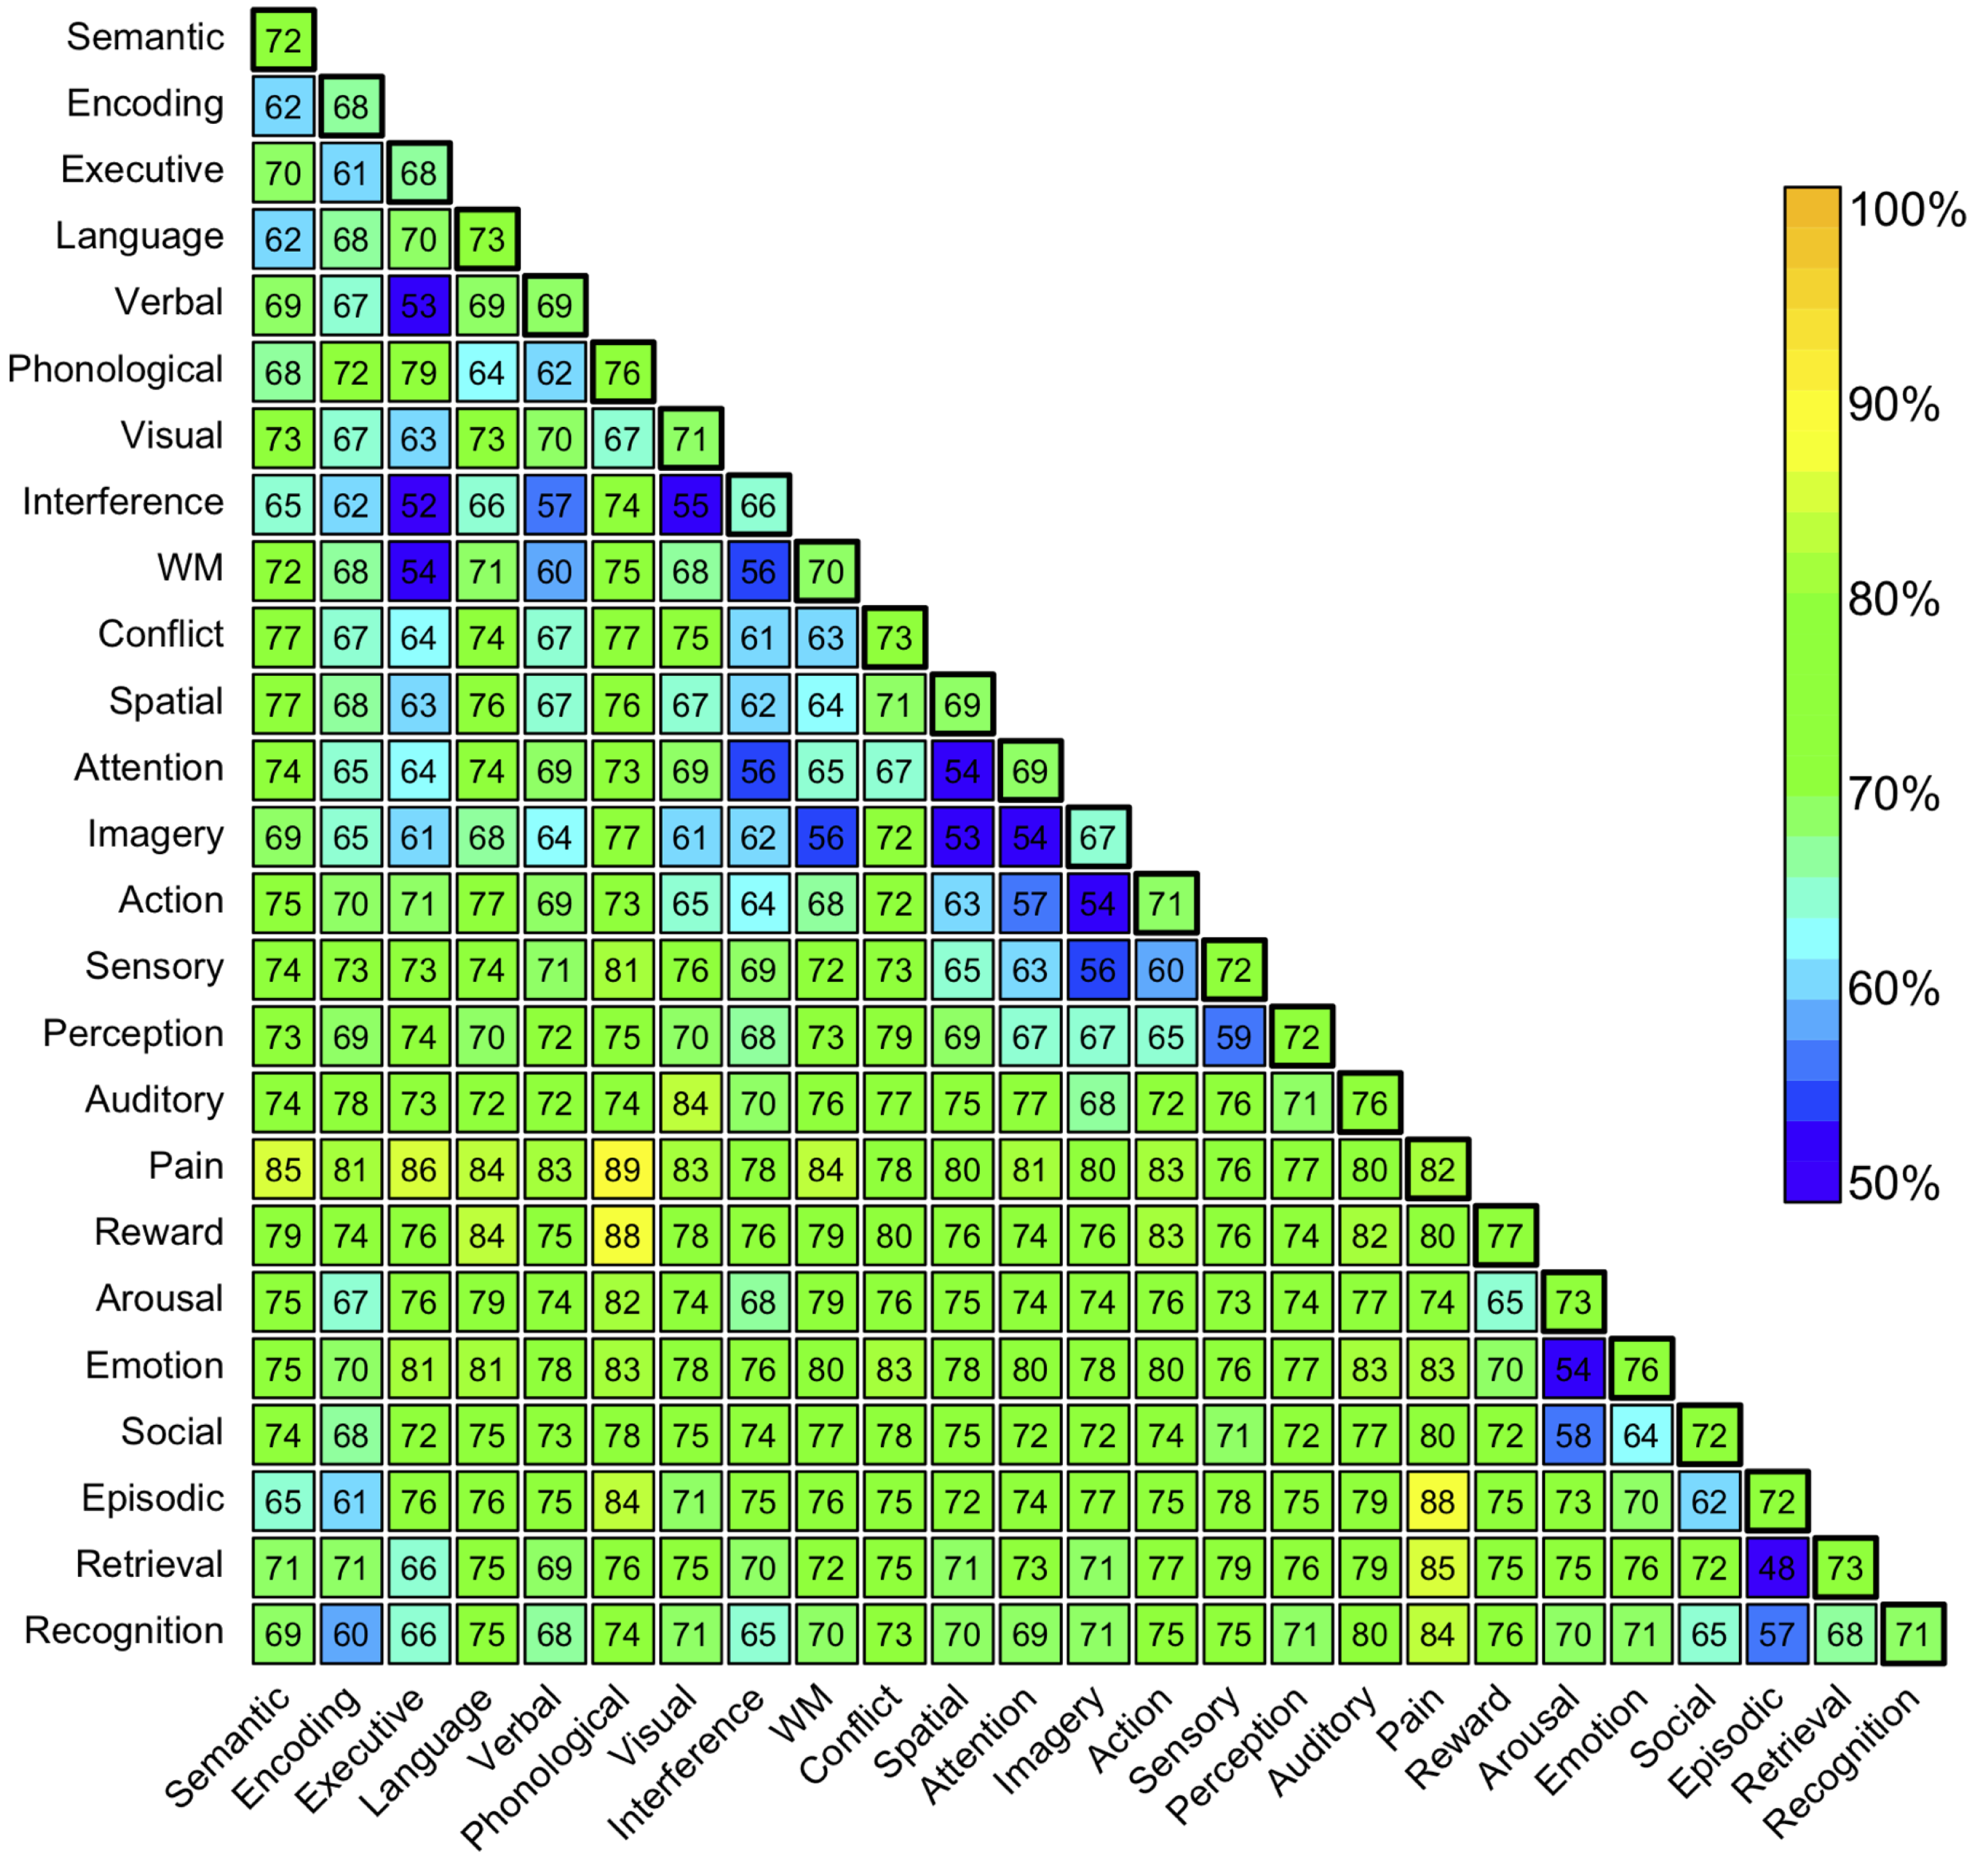 Semantic 72
Encoding 62 68
Executive 70 61 68
Language 62 68 70 73
Verbal 69 67 53 69 69
Phonological 68 72 79 64 62 76
Visual 73 67 63 73 70 67 71
Interference 65 62 52 66 57 74 55 66
WM 72 68 54 71 60 75 68 56 70
Conflict 77 67 64 74 67 77 75 61 63 73
Spatial 77 68 63 76 67 76 67 62 64 71 69
Attention 74 65 64 74 69 73 69 56 65 67 54 69
Imagery 69 65 61 68 64 77 61 62 56 72 53 54 67
Action 75 70 71 77 69 73 65 64 68 72 63 57 54 71
Sensory 74 73 73 74 71 81 76 69 72 73 65 63 56 60 72
Perception 73 69 74 70 72 75 70 68 73 79 69 67 67 65 59 72
Auditory 74 78 73 72 72 74 84 70 76 77 75 77 68 72 76 71 76
Pain 85 81 86 84 83 89 83 78 84 78 80 81 80 83 76 77 80 82
Reward 79 74 76 84 75 88 78 76 79 80 76 74 76 83 76 74 82 80 77
Arousal 75 67 76 79 74 82 74 68 79 76 75 74 74 76 73 74 77 74 65 73
Emotion 75 70 81 81 78 83 78 76 80 83 78 80 78 80 76 77 83 83 70 54 76
Social 74 68 72 75 73 78 75 74 77 78 75 72 72 74 71 72 77 80 72 58 64 72
Episodic 65 61 76 76 75 84 71 75 76 75 72 74 77 75 78 75 79 88 75 73 70 62 72
Retrieval 71 71 66 75 69 76 75 70 72 75 71 73 71 77 79 76 79 85 75 75 76 72 48 73
Recognition 69 60 66 75 68 74 71 65 70 73 70 69 71 75 75 71 80 84 76 70 71 65 57 68 71
Semantic
Encoding
Executive
Language
Verbal
Phonological
Visual
Interference
WM
Conflict
Spatial
Attention
Imagery
Action
Sensory
Perception
Auditory
Pain
Reward
Arousal
Emotion
Social
Episodic
Retrieval
Recognition
100%
90%
80%
70%
60%
50%